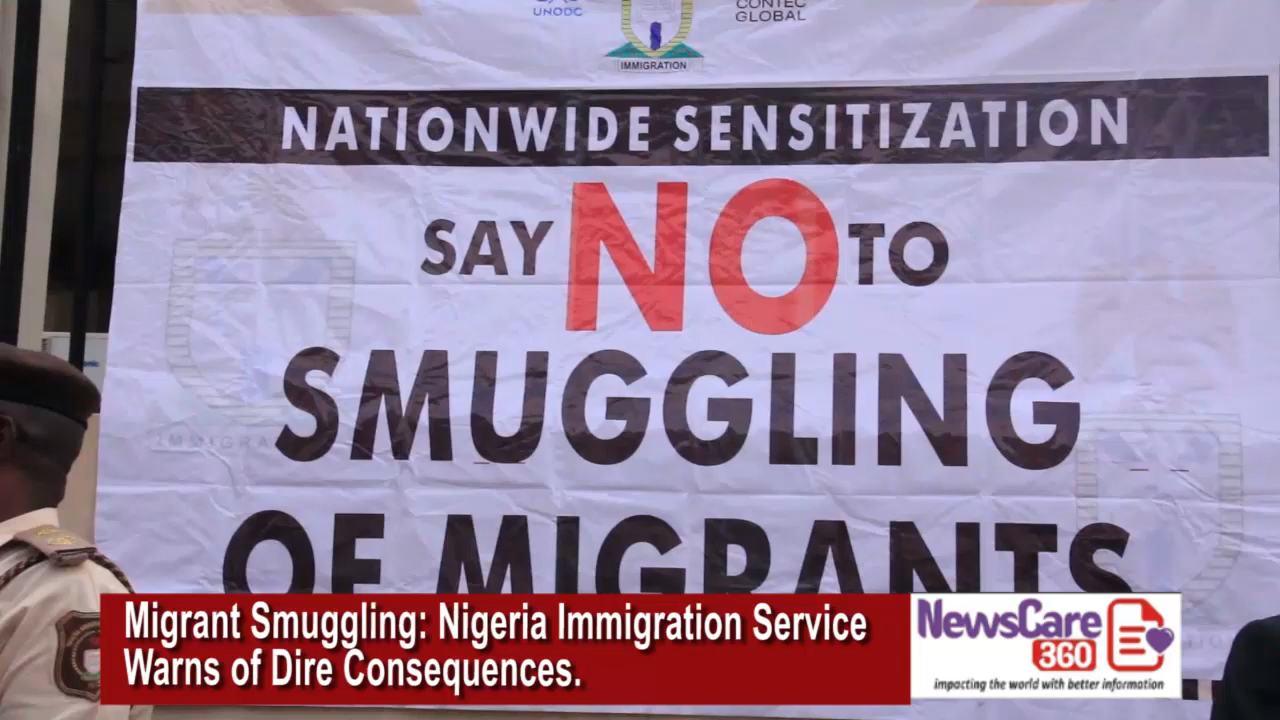 UNODC
CONTEC
GLOBAL
IMMIGRATION
NATIONWIDE SENSITIZATION
SAY NO TO
SMUGGLING
OF MIGRANTS
Migrant Smuggling: Nigeria Immigration Service
Warns of Dire Consequences.
NewsCare
360
impacting the world with better information